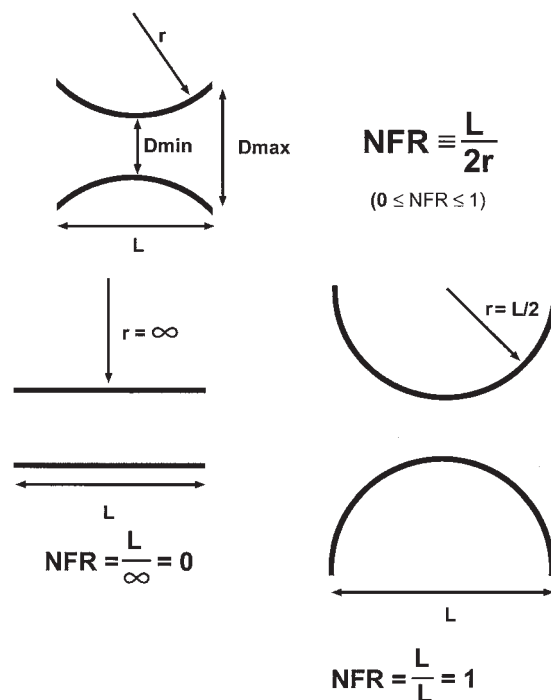 r
Dmin
Dmax
L
NFR ≡ L/2r
(0 ≤ NFR ≤ 1)
r = ∞
L
NFR = L/∞ = 0
r = L/2
L
NFR = L/L = 1